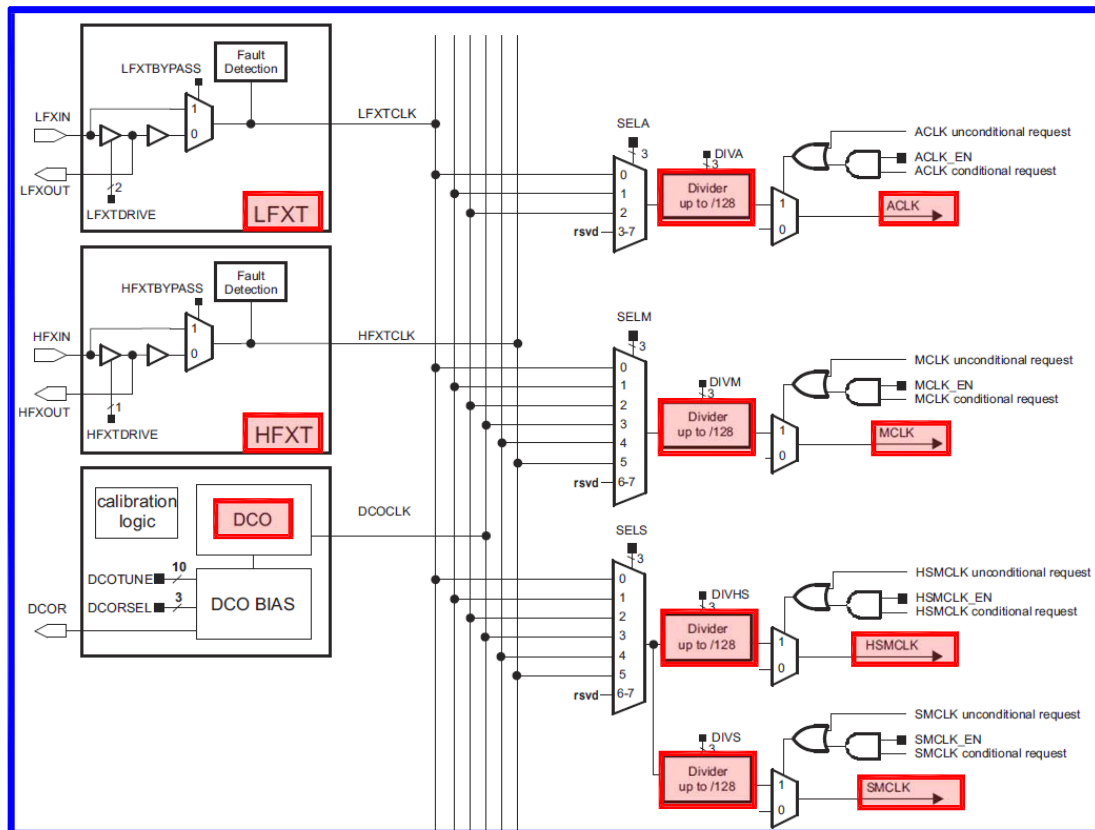 Fault
Detection
LFXTBYPASS
1
0
LFXIN
LFXOUT
2
LFXTDRIVE
LFXT
LFXTCLK
Fault
Detection
HFXTBYPASS
1
0
HFXIN
HFXOUT
1
HFXTDRIVE
HFXT
HFXTCLK
calibration
logic
DCO
DCOCLK
DCOTUNE
10
DCORSEL
3
DCO BIAS
DCOR
SELA
3
0
1
2
rsvd
3-7
DIVA
3
Divider
up to /128
1
0
ACLK unconditional request
ACLK_EN
ACLK conditional request
ACLK
SELM
3
0
1
2
3
4
5
rsvd
6-7
DIVM
3
Divider
up to /128
1
0
MCLK unconditional request
MCLK_EN
MCLK conditional request
MCLK
SELS
3
0
1
2
3
4
5
rsvd
6-7
DIVHS
3
Divider
up to /128
1
0
HSMCLK unconditional request
HSMCLK_EN
HSMCLK conditional request
HSMCLK
DIVS
3
Divider
up to /128
1
0
SMCLK unconditional request
SMCLK_EN
SMCLK conditional request
SMCLK